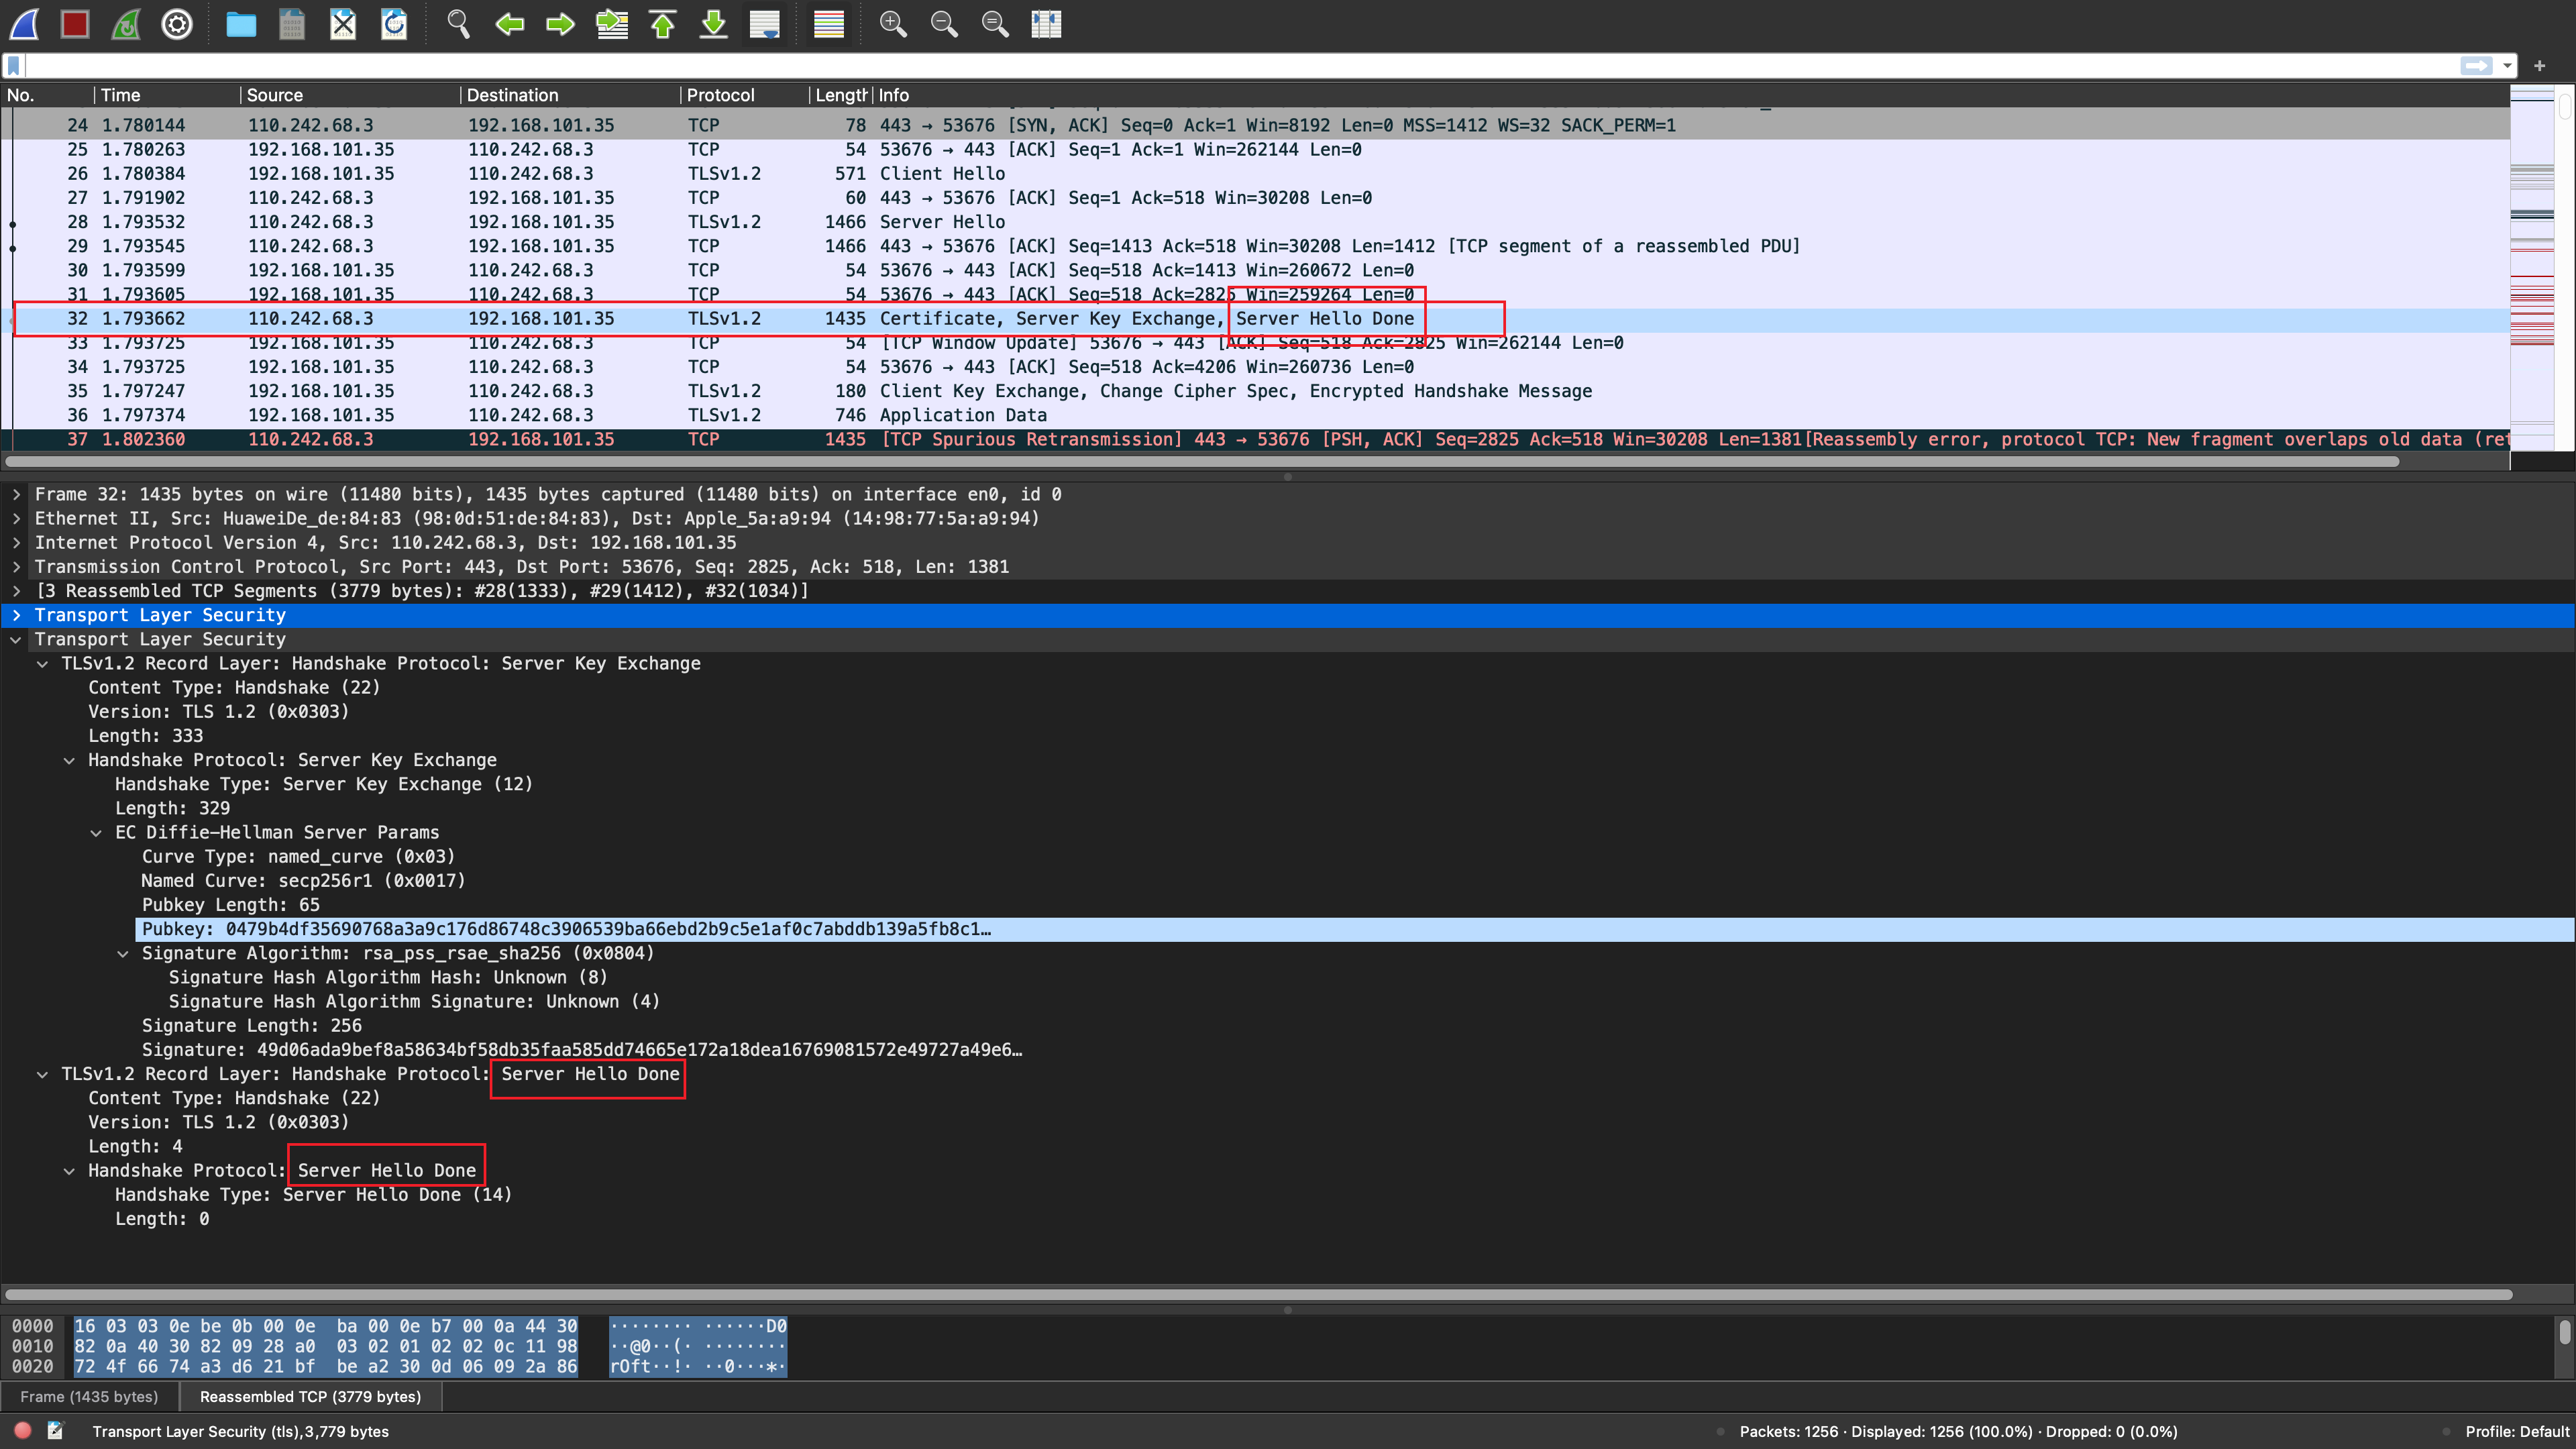 No. Time Source Destination Protocol Length Info
24 1.780144 110.242.68.3 192.168.101.35 TCP 78 443 → 53676 [SYN, ACK] Seq=0 Ack=1 Win=8192 Len=0 MSS=1412 WS=32 SACK_PERM=1
25 1.780263 192.168.101.35 110.242.68.3 TCP 54 53676 → 443 [ACK] Seq=1 Ack=1 Win=262144 Len=0
26 1.780384 192.168.101.35 110.242.68.3 TLSv1.2 571 Client Hello
27 1.791902 110.242.68.3 192.168.101.35 TCP 60 443 → 53676 [ACK] Seq=1 Ack=518 Win=30208 Len=0
28 1.793532 110.242.68.3 192.168.101.35 TLSv1.2 1466 Server Hello
29 1.793545 110.242.68.3 192.168.101.35 TCP 1466 443 → 53676 [ACK] Seq=1413 Ack=518 Win=30208 Len=1412 [TCP segment of a reassembled PDU]
30 1.793599 192.168.101.35 110.242.68.3 TCP 54 53676 → 443 [ACK] Seq=518 Ack=1413 Win=260672 Len=0
31 1.793605 192.168.101.35 110.242.68.3 TCP 54 53676 → 443 [ACK] Seq=518 Ack=2825 Win=259264 Len=0
32 1.793662 110.242.68.3 192.168.101.35 TLSv1.2 1435 Certificate, Server Key Exchange, Server Hello Done
33 1.793725 192.168.101.35 110.242.68.3 TCP 54 [TCP Window Update] 53676 → 443 [ACK] Seq=518 Ack=2825 Win=262144 Len=0
34 1.793725 192.168.101.35 110.242.68.3 TCP 54 53676 → 443 [ACK] Seq=518 Ack=4206 Win=260736 Len=0
35 1.797247 192.168.101.35 110.242.68.3 TLSv1.2 180 Client Key Exchange, Change Cipher Spec, Encrypted Handshake Message
36 1.797374 192.168.101.35 110.242.68.3 TLSv1.2 746 Application Data
37 1.802360 110.242.68.3 192.168.101.35 TCP 1435 [TCP Spurious Retransmission] 443 → 53676 [PSH, ACK] Seq=2825 Ack=518 Win=30208 Len=1381[Reassembly error, protocol TCP: New fragment overlaps old data (ret
Frame 32: 1435 bytes on wire (11480 bits), 1435 bytes captured (11480 bits) on interface en0, id 0
Ethernet II, Src: HuaweiDe_de:84:83 (98:0d:51:de:84:83), Dst: Apple_5a:a9:94 (14:98:77:5a:a9:94)
Internet Protocol Version 4, Src: 110.242.68.3, Dst: 192.168.101.35
Transmission Control Protocol, Src Port: 443, Dst Port: 53676, Seq: 2825, Ack: 518, Len: 1381
[3 Reassembled TCP Segments (3779 bytes): #28(1333), #29(1412), #32(1034)]
Transport Layer Security
Transport Layer Security
TLSv1.2 Record Layer: Handshake Protocol: Server Key Exchange
Content Type: Handshake (22)
Version: TLS 1.2 (0x0303)
Length: 333
Handshake Protocol: Server Key Exchange
Handshake Type: Server Key Exchange (12)
Length: 329
EC Diffie-Hellman Server Params
Curve Type: named_curve (0x03)
Named Curve: secp256r1 (0x0017)
Pubkey Length: 65
Pubkey: 0479b4df35690768a3a9c176d86748c3906539ba66ebd2b9c5e1af0c7abddb139a5fb8c1…
Signature Algorithm: rsa_pss_rsae_sha256 (0x0804)
Signature Hash Algorithm Hash: Unknown (8)
Signature Hash Algorithm Signature: Unknown (4)
Signature Length: 256
Signature: 49d06ada9bef8a58634bf58db35faa585dd74665e172a18dea16769081572e49727a49e6…
TLSv1.2 Record Layer: Handshake Protocol: Server Hello Done
Content Type: Handshake (22)
Version: TLS 1.2 (0x0303)
Length: 4
Handshake Protocol: Server Hello Done
Handshake Type: Server Hello Done (14)
Length: 0
0000 16 03 03 0e be 0b 00 0e ba 00 0e b7 00 0a 44 30 ········ ······D0
0010 82 0a 40 30 82 09 28 a0 03 02 01 02 02 0c 11 98 ··@0··(· ········
0020 72 4f 66 74 a3 d6 21 bf be a2 30 0d 06 09 2a 86 rOft··!· ··0···*·
Frame (1435 bytes) Reassembled TCP (3779 bytes)
Transport Layer Security (tls),3,779 bytes Packets: 1256 · Displayed: 1256 (100.0%) · Dropped: 0 (0.0%) Profile: Default